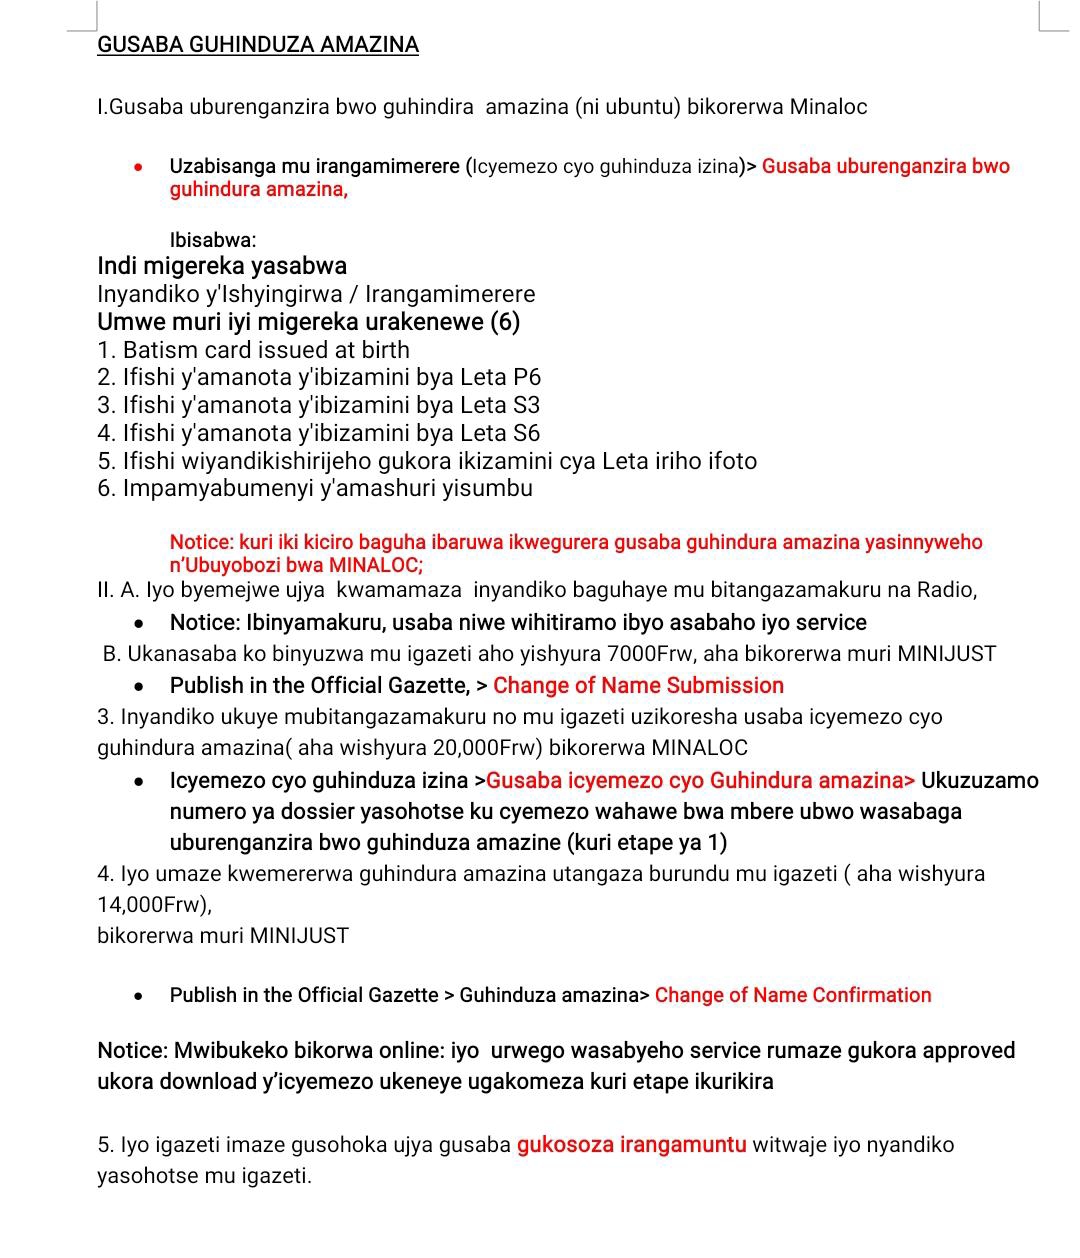 GUSABA GUHINDUZA AMAZINA
I.Gusaba uburenganzira bwo guhindira  amazina (ni ubuntu) bikorerwa Minaloc
• Uzabisanga mu irangamimerere (Icyemezo cyo guhinduza izina)> Gusaba uburenganzira bwo
guhindura amazina,
Ibisabwa:
Indi migereka yasabwa
Inyandiko y'Ishyingirwa / Irangamimerere
Umwe muri iyi migereka urakenewe (6)
1. Batism card issued at birth
2. Ifishi y'amanota y'ibizamini bya Leta P6
3. Ifishi y'amanota y'ibizamini bya Leta S3
4. Ifishi y'amanota y'ibizamini bya Leta S6
5. Ifishi wiyandikishirijeho gukora ikizamini cya Leta iriho ifoto
6. Impamyabumenyi y'amashuri yisumbu
Notice: kuri iki kiciro baguha ibaruwa ikwegurera gusaba guhindura amazina yasinnyweho
n’Ubuyobozi bwa MINALOC;
II. A. Iyo byemejwe ujya  kwamamaza  inyandiko baguhaye mu bitangazamakuru na Radio,
• Notice: Ibinyamakuru, usaba niwe wihitiramo ibyo asabaho iyo service
B. Ukanasaba ko binyuzwa mu igazeti aho yishyura 7000Frw, aha bikorerwa muri MINIJUST
• Publish in the Official Gazette, > Change of Name Submission
3. Inyandiko ukuye mubitangazamakuru no mu igazeti uzikoresha usaba icyemezo cyo
guhindura amazina( aha wishyura 20,000Frw) bikorerwa MINALOC
• Icyemezo cyo guhinduza izina >Gusaba icyemezo cyo Guhindura amazina> Ukuzuzamo
numero ya dossier yasohotse ku cyemezo wahawe bwa mbere ubwo wasabaga
uburenganzira bwo guhinduza amazine (kuri etape ya 1)
4. Iyo umaze kwemererwa guhindura amazina utangaza burundu mu igazeti ( aha wishyura
14,000Frw),
bikorerwa muri MINIJUST
• Publish in the Official Gazette > Guhinduza amazina> Change of Name Confirmation
Notice: Mwibukeko bikorwa online: iyo  urwego wasabyeho service rumaze gukora approved
ukora download y’icyemezo ukeneye ugakomeza kuri etape ikurikira
5. Iyo igazeti imaze gusohoka ujya gusaba gukosoza irangamuntu witwaje iyo nyandiko
yasohotse mu igazeti.